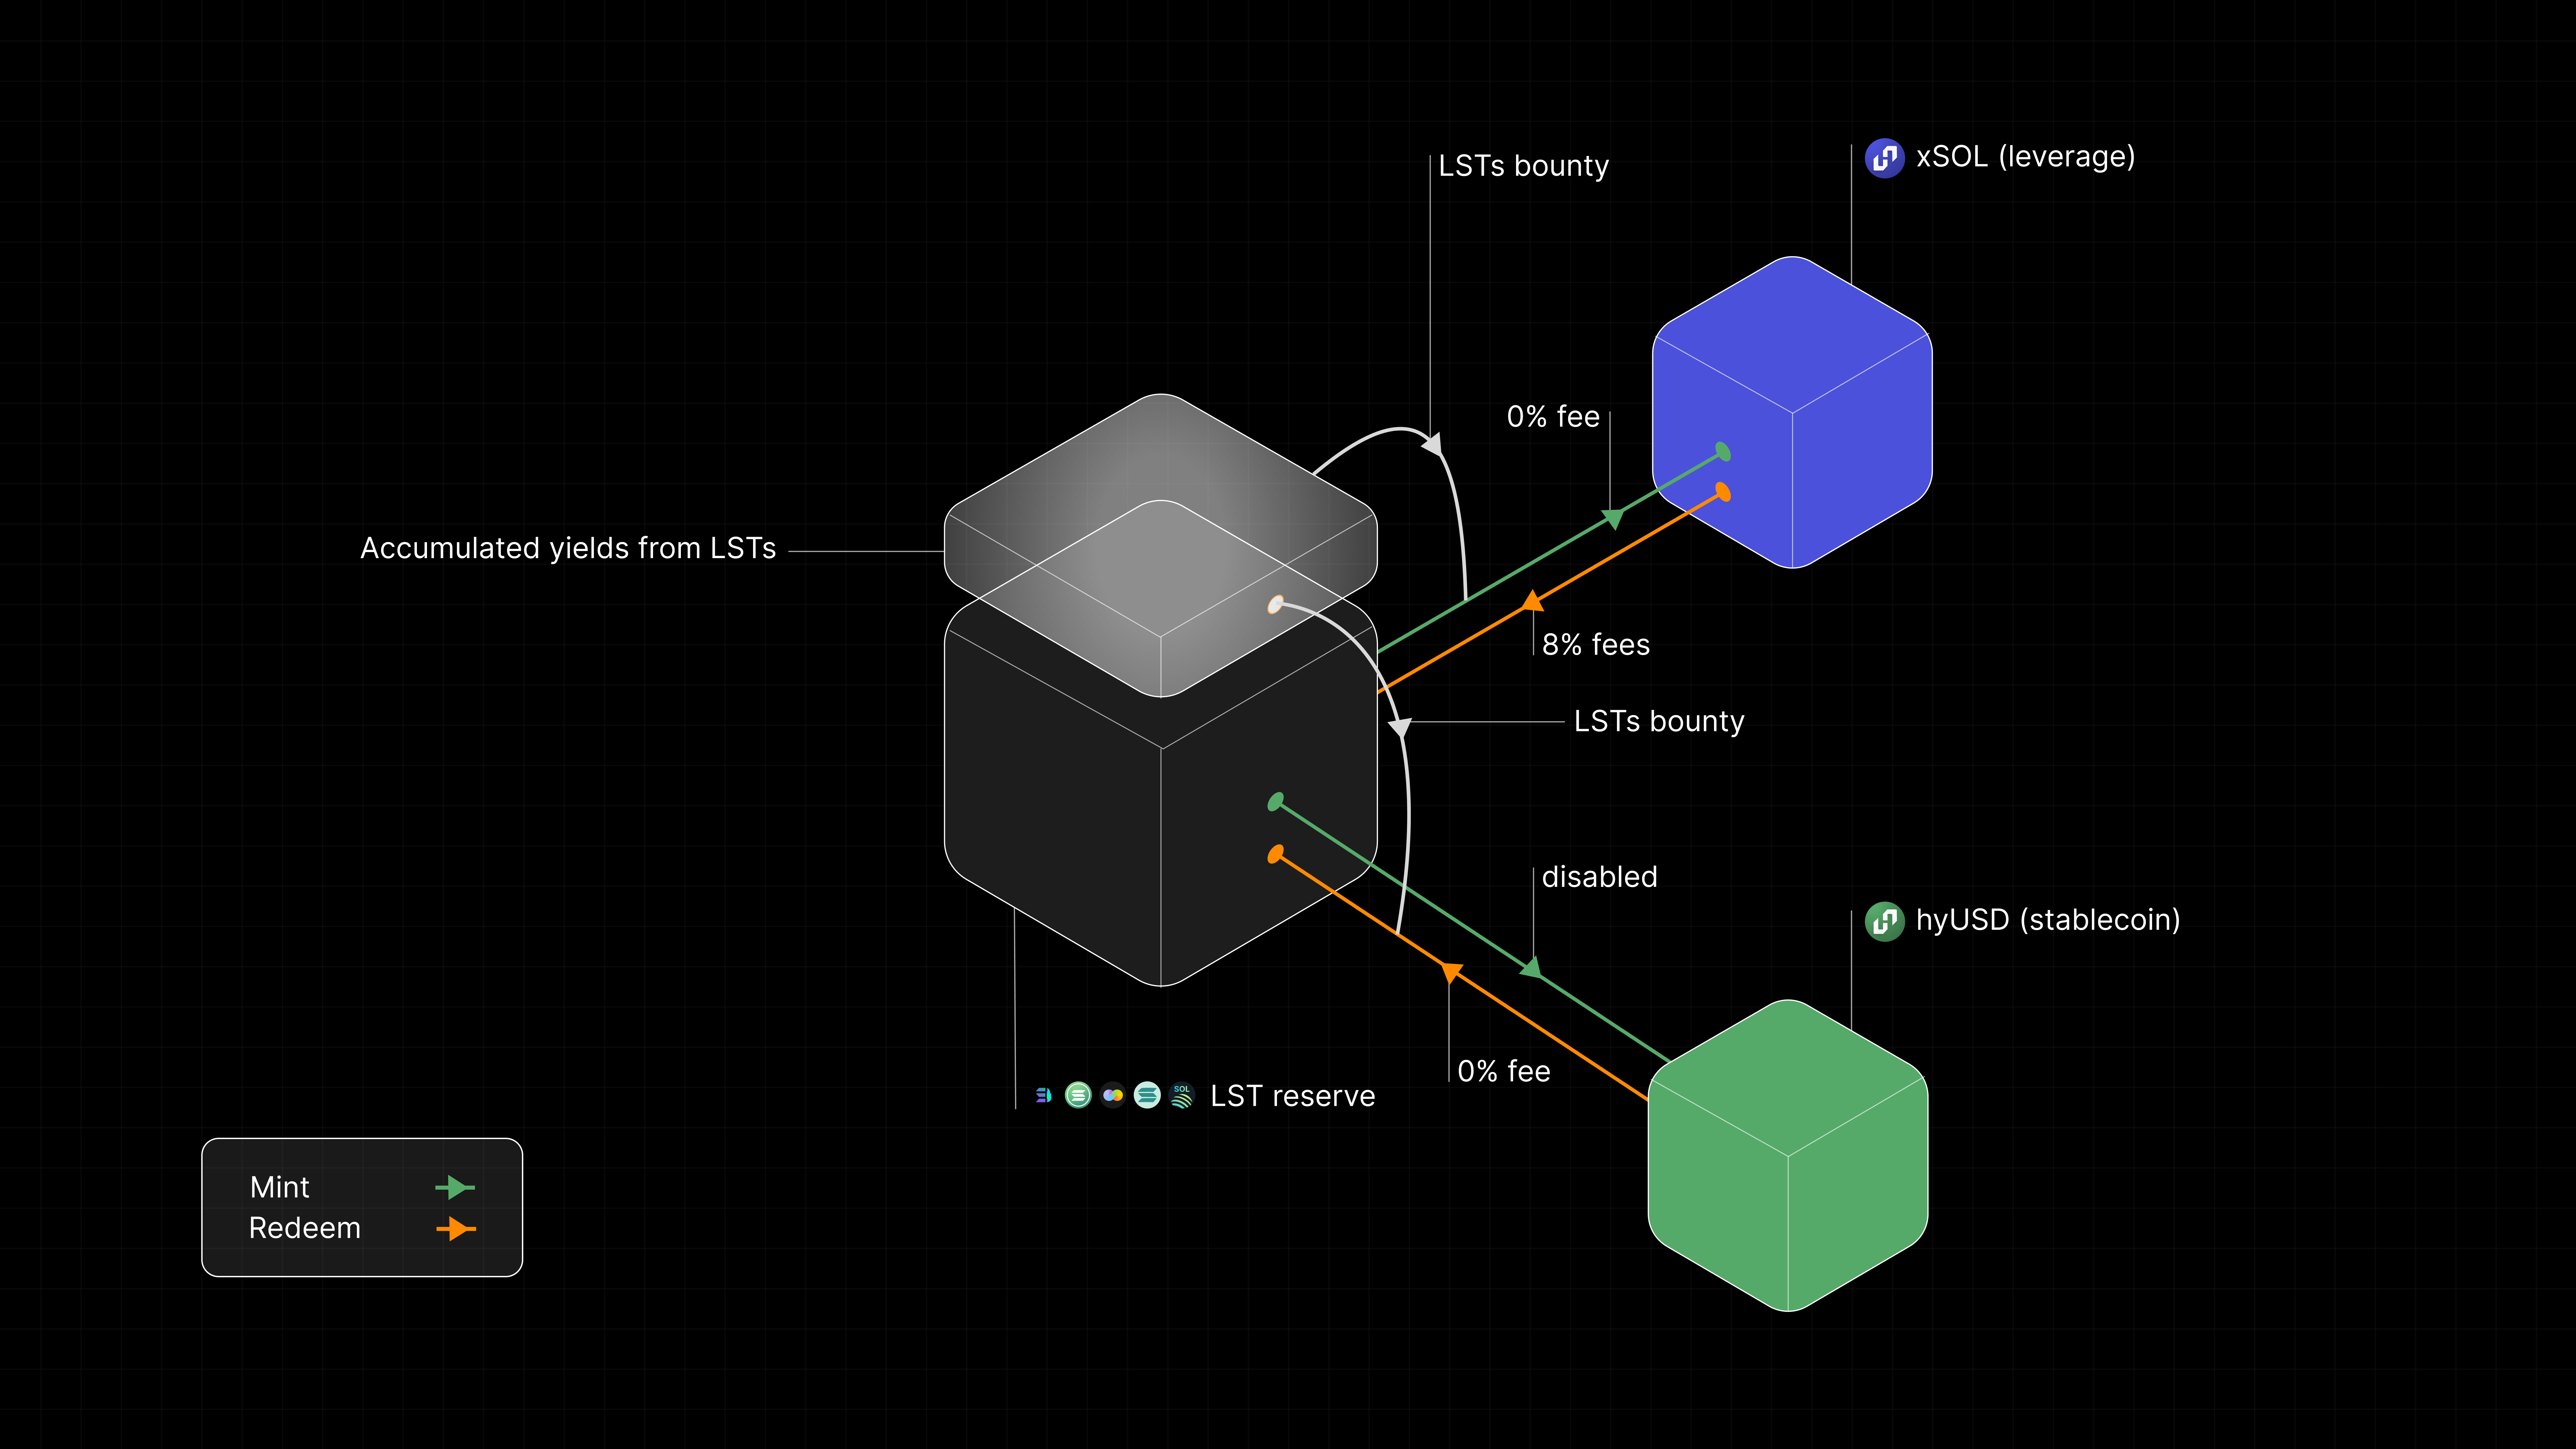 LSTs bounty
xSOL (leverage)
0% fee
Accumulated yields from LSTs
8% fees
LSTs bounty
disabled
hyUSD (stablecoin)
0% fee
SOL
LST reserve
Mint
Redeem